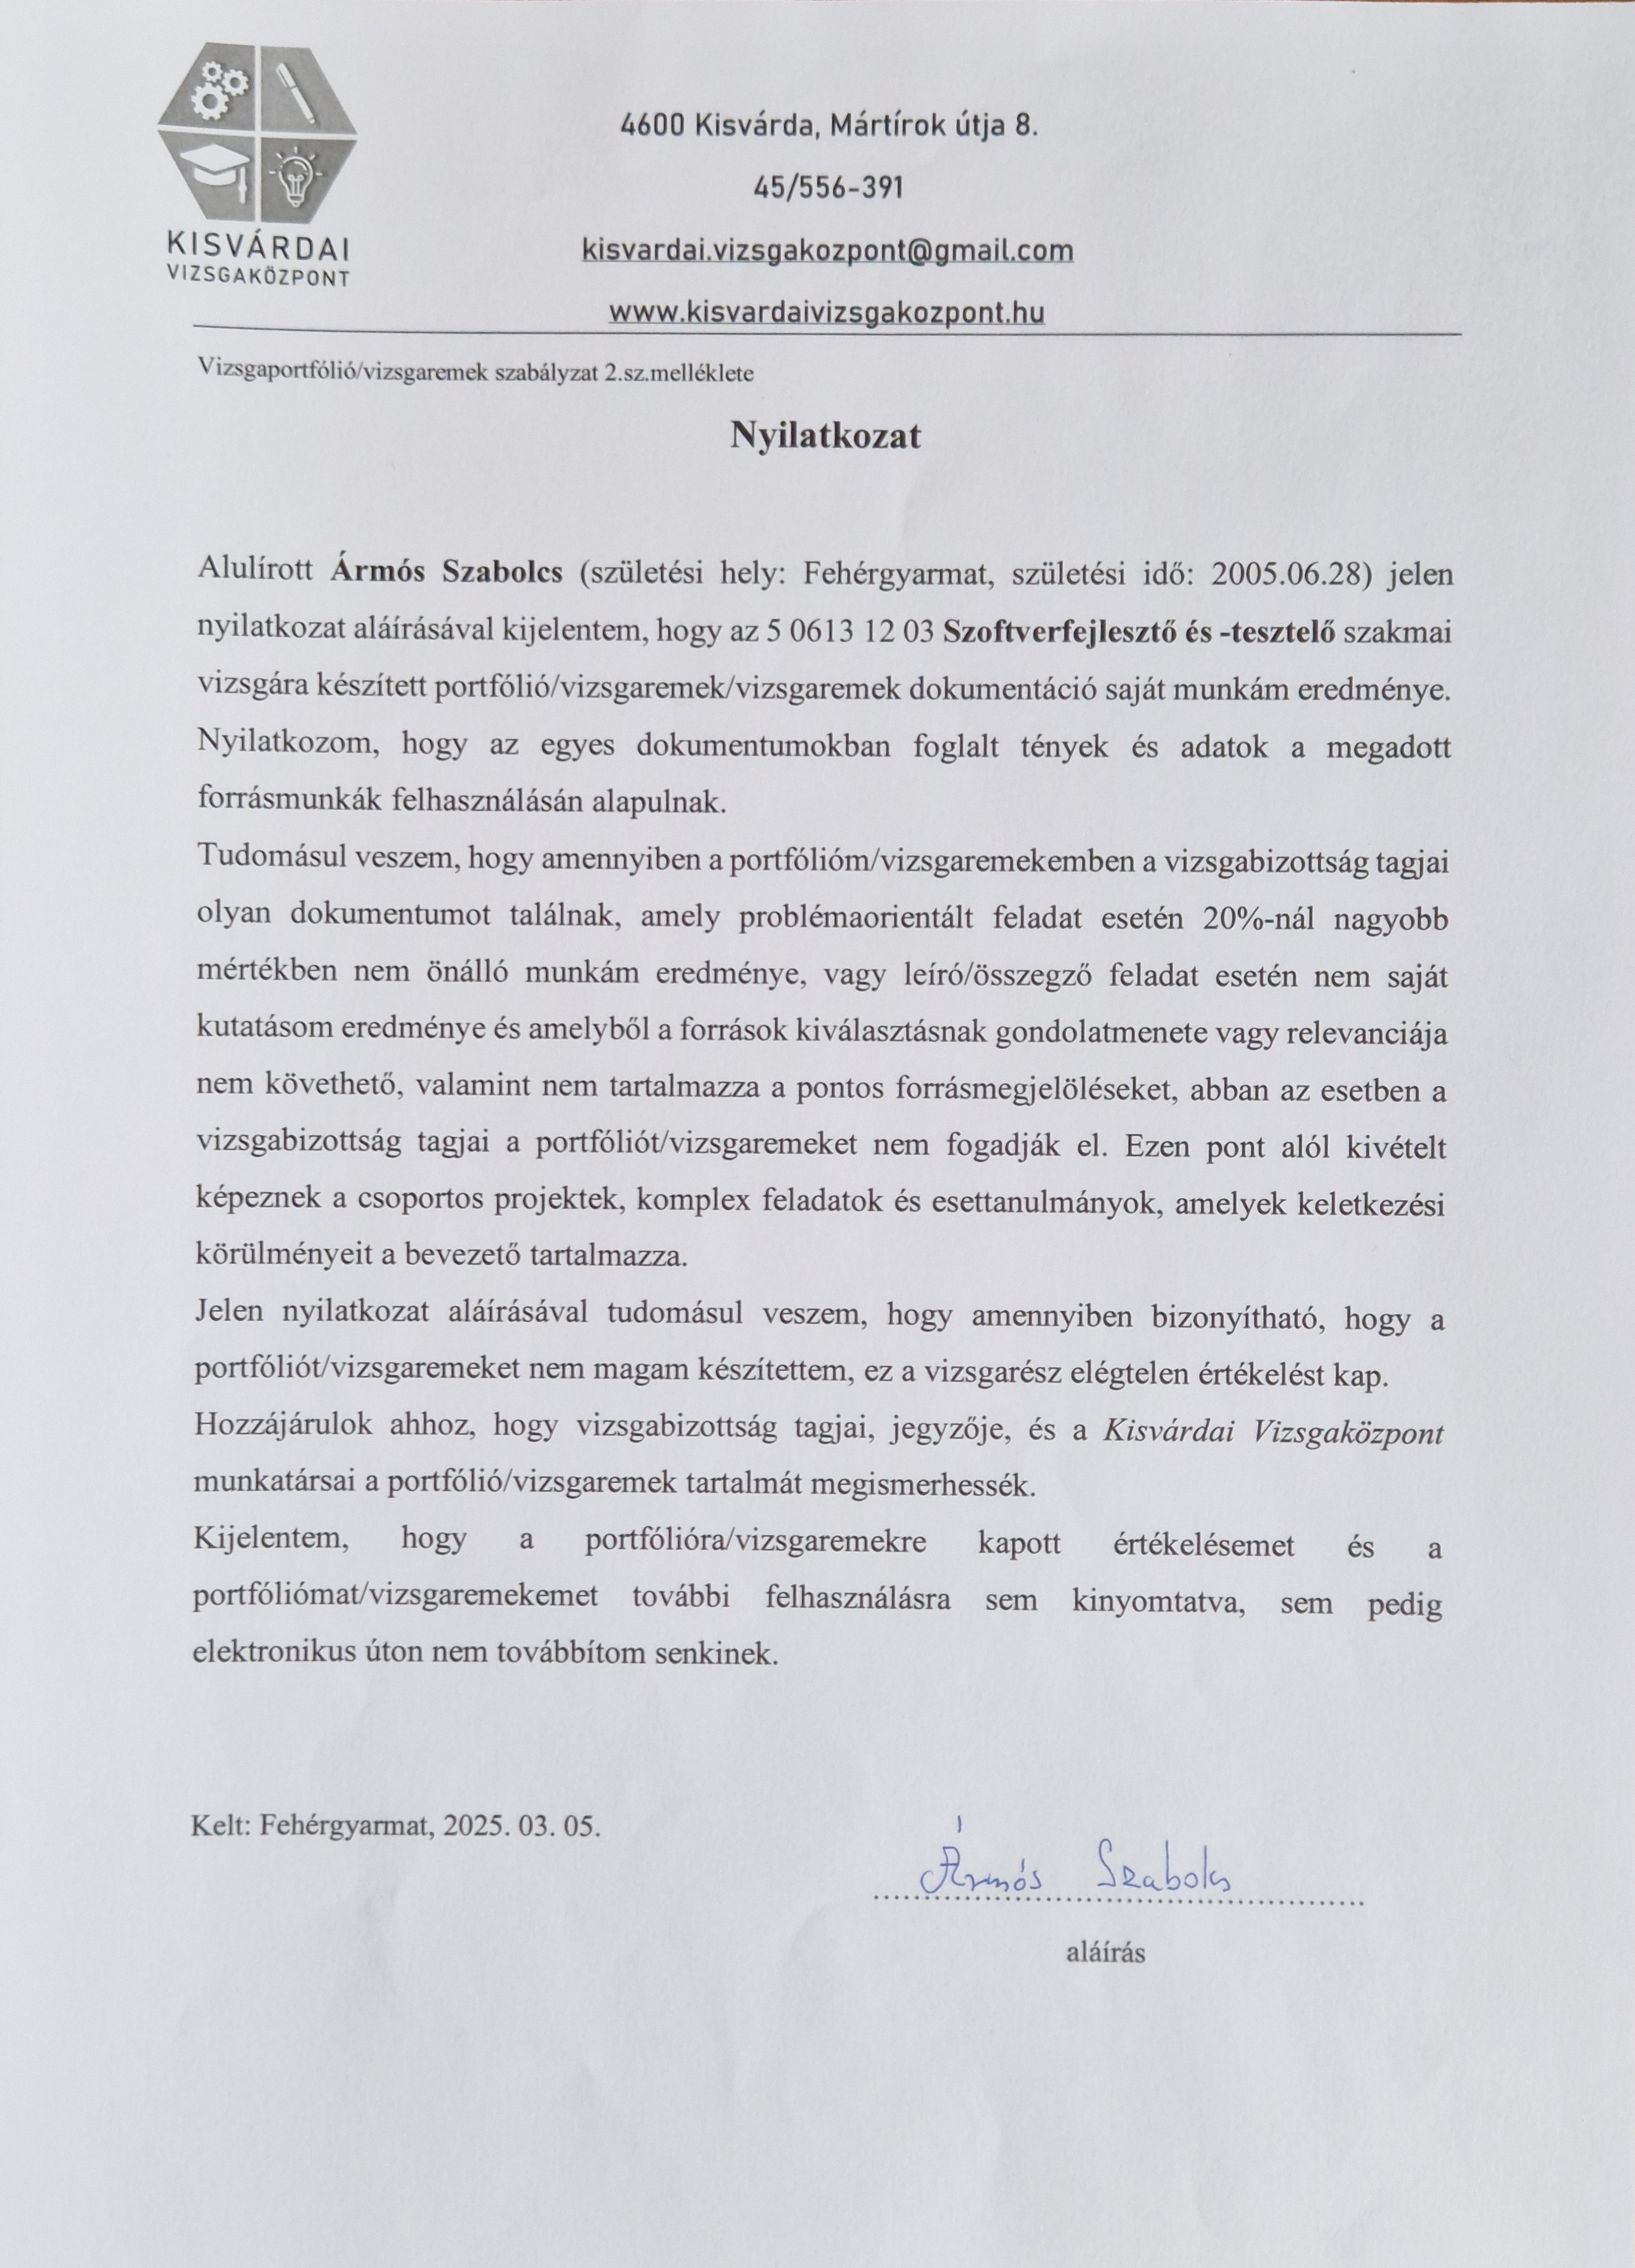 KISVÁRDAI
VIZSGAKÖZPONT
4600 Kisvárda, Mártírok útja 8.
45/556-391
kisvardai.vizsgakozpont@gmail.com
www.kisvardaivizsgakozpont.hu
Vizsgaportfólió/vizsgaremek szabályzat 2.sz.melléklete
Nyilatkozat
Alulírott Ármós Szabolcs (születési hely: Fehérgyarmat, születési idő: 2005.06.28) jelen
nyilatkozat aláírásával kijelentem, hogy az 5 0613 12 03 Szoftverfejlesztő és -tesztelő szakmai
vizsgára készített portfólió/vizsgaremek/vizsgaremek dokumentáció saját munkám eredménye.
Nyilatkozom, hogy az egyes dokumentumokban foglalt tények és adatok a megadott
forrásmunkák felhasználásán alapulnak.
Tudomásul veszem, hogy amennyiben a portfólióm/vizsgaremekemben a vizsgabizottság tagjai
olyan dokumentumot találnak, amely problémaorientált feladat esetén 20%-nál nagyobb
mértékben nem önálló munkám eredménye, vagy leíró/összegző feladat esetén nem saját
kutatásom eredménye és amelyből a források kiválasztásnak gondolatmenete vagy relevanciája
nem követhető, valamint nem tartalmazza a pontos forrásmegjelöléseket, abban az esetben a
vizsgabizottság tagjai a portfóliót/vizsgaremeket nem fogadják el. Ezen pont alól kivételt
képeznek a csoportos projektek, komplex feladatok és esettanulmányok, amelyek keletkezési
körülményeit a bevezető tartalmazza.
Jelen nyilatkozat aláírásával tudomásul veszem, hogy amennyiben bizonyítható, hogy a
portfóliót/vizsgaremeket nem magam készítettem, ez a vizsgarész elégtelen értékelést kap.
Hozzájárulok ahhoz, hogy vizsgabizottság tagjai, jegyzője, és a Kisvárdai Vizsgaközpont
munkatársai a portfólió/vizsgaremek tartalmát megismerhessék.
Kijelentem, hogy a portfólióra/vizsgaremekre kapott értékelésemet és a
portfóliómat/vizsgaremekemet további felhasználásra sem kinyomtatva, sem pedig
elektronikus úton nem továbbítom senkinek.
Kelt: Fehérgyarmat, 2025. 03. 05.
Ármós Szabolcs
aláírás